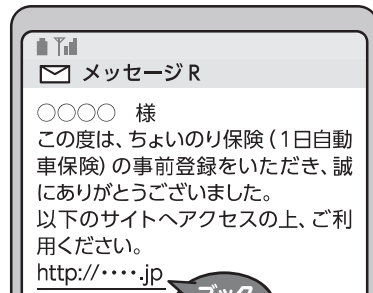 メッセージR
○○○○ 様
この度は、ちょいのり保険(1日自動
車保険)の事前登録をいただき、誠
にありがとうございました。
以下のサイトへアクセスの上、ご利
用ください。
http://・・・・.jp
ブック